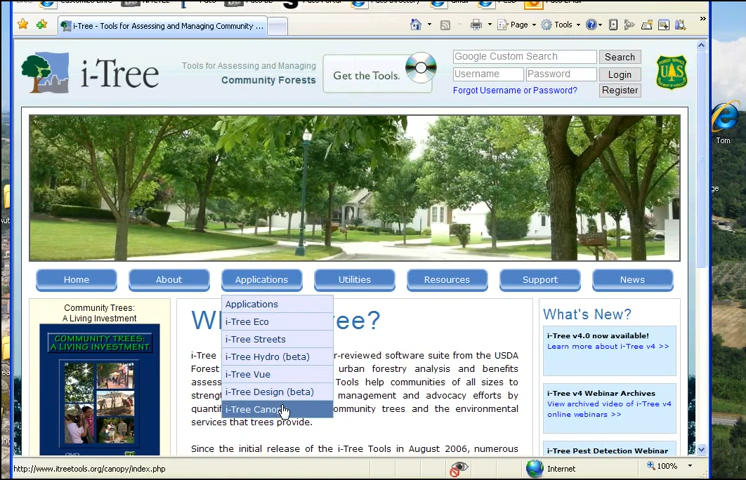 i-Tree - Tools for Assessing and Managing Community ...
Page
Tools
i-Tree
Tools for Assessing and Managing
Community Forests
Get the Tools.
Google Custom Search
Search
Username
Password
Login
Forgot Username or Password?
Register
UAS
Tom
Home
About
Applications
Utilities
Resources
Support
News
Applications
i-Tree Eco
i-Tree Streets
i-Tree Hydro (beta)
i-Tree Vue
i-Tree Design (beta)
i-Tree Canopy
Community Trees:
A Living Investment
COMMUNITY TREES:
A LIVING INVESTMENT
ree?
i-Tree r-reviewed software suite from the USDA
Forest urban forestry analysis and benefits
assess Tools help communities of all sizes to
streng management and advocacy efforts by
quantif mmunity trees and the environmental
services that trees provide.
Since the initial release of the i-Tree Tools in August 2006, numerous
What's New?
i-Tree v4.0 now available!
Learn more about i-Tree v4 >>
i-Tree v4 Webinar Archives
View archived video of i-Tree v4
online webinars >>
i-Tree Pest Detection Webinar
http://www.itreetools.org/canopy/index.php
Internet
100%